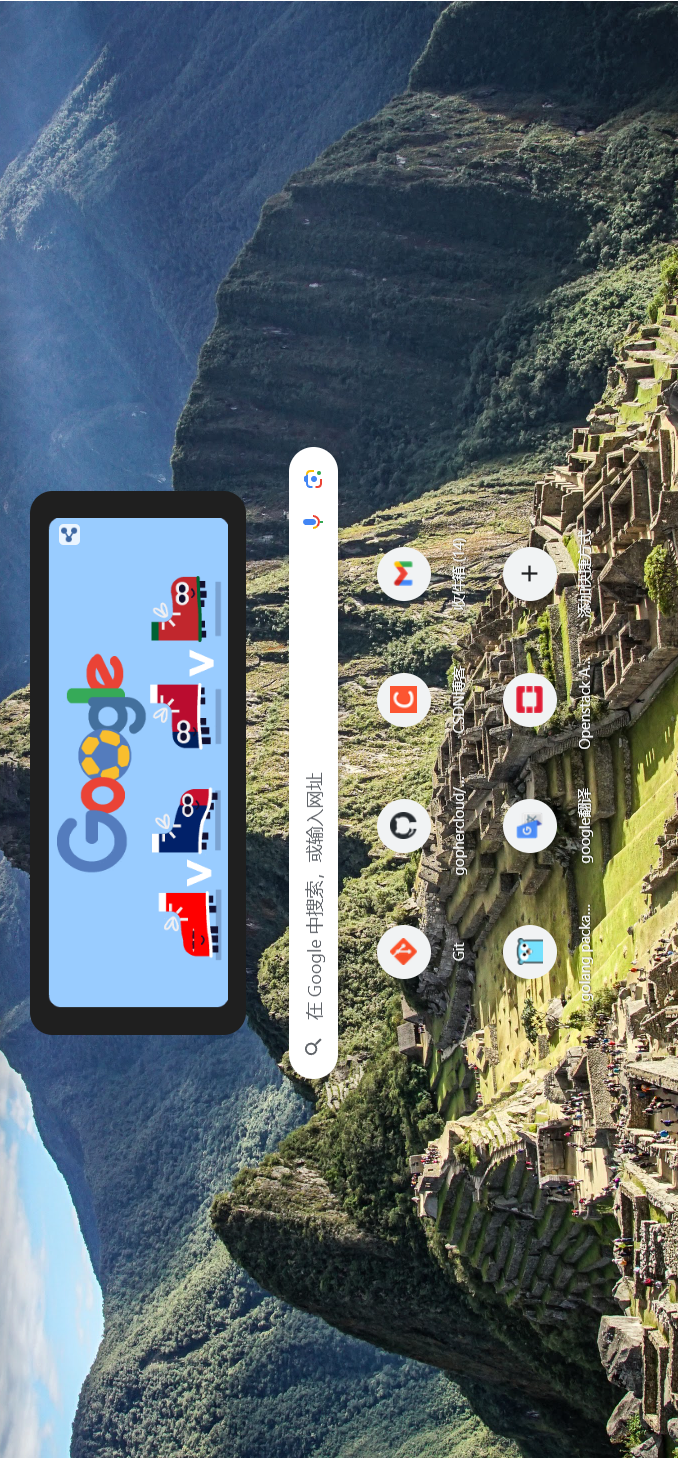 Google
V V
在 Google 中搜索，或输入网址
Git
gophercloud/...
CSDN博客
收件箱 (14)
golang packa...
google翻译
Openstack A...
添加快捷方式